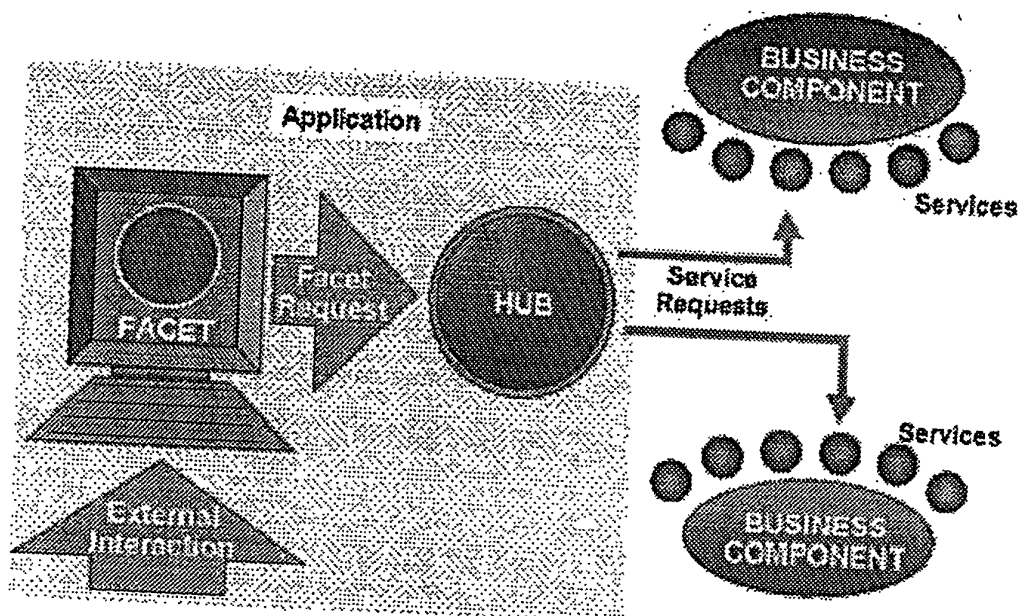 BUSINESS
COMPONENT
Services
Application
FACET
Facet
Request
HUB
Service
Requests
External
Interaction
Services
BUSINESS
COMPONENT